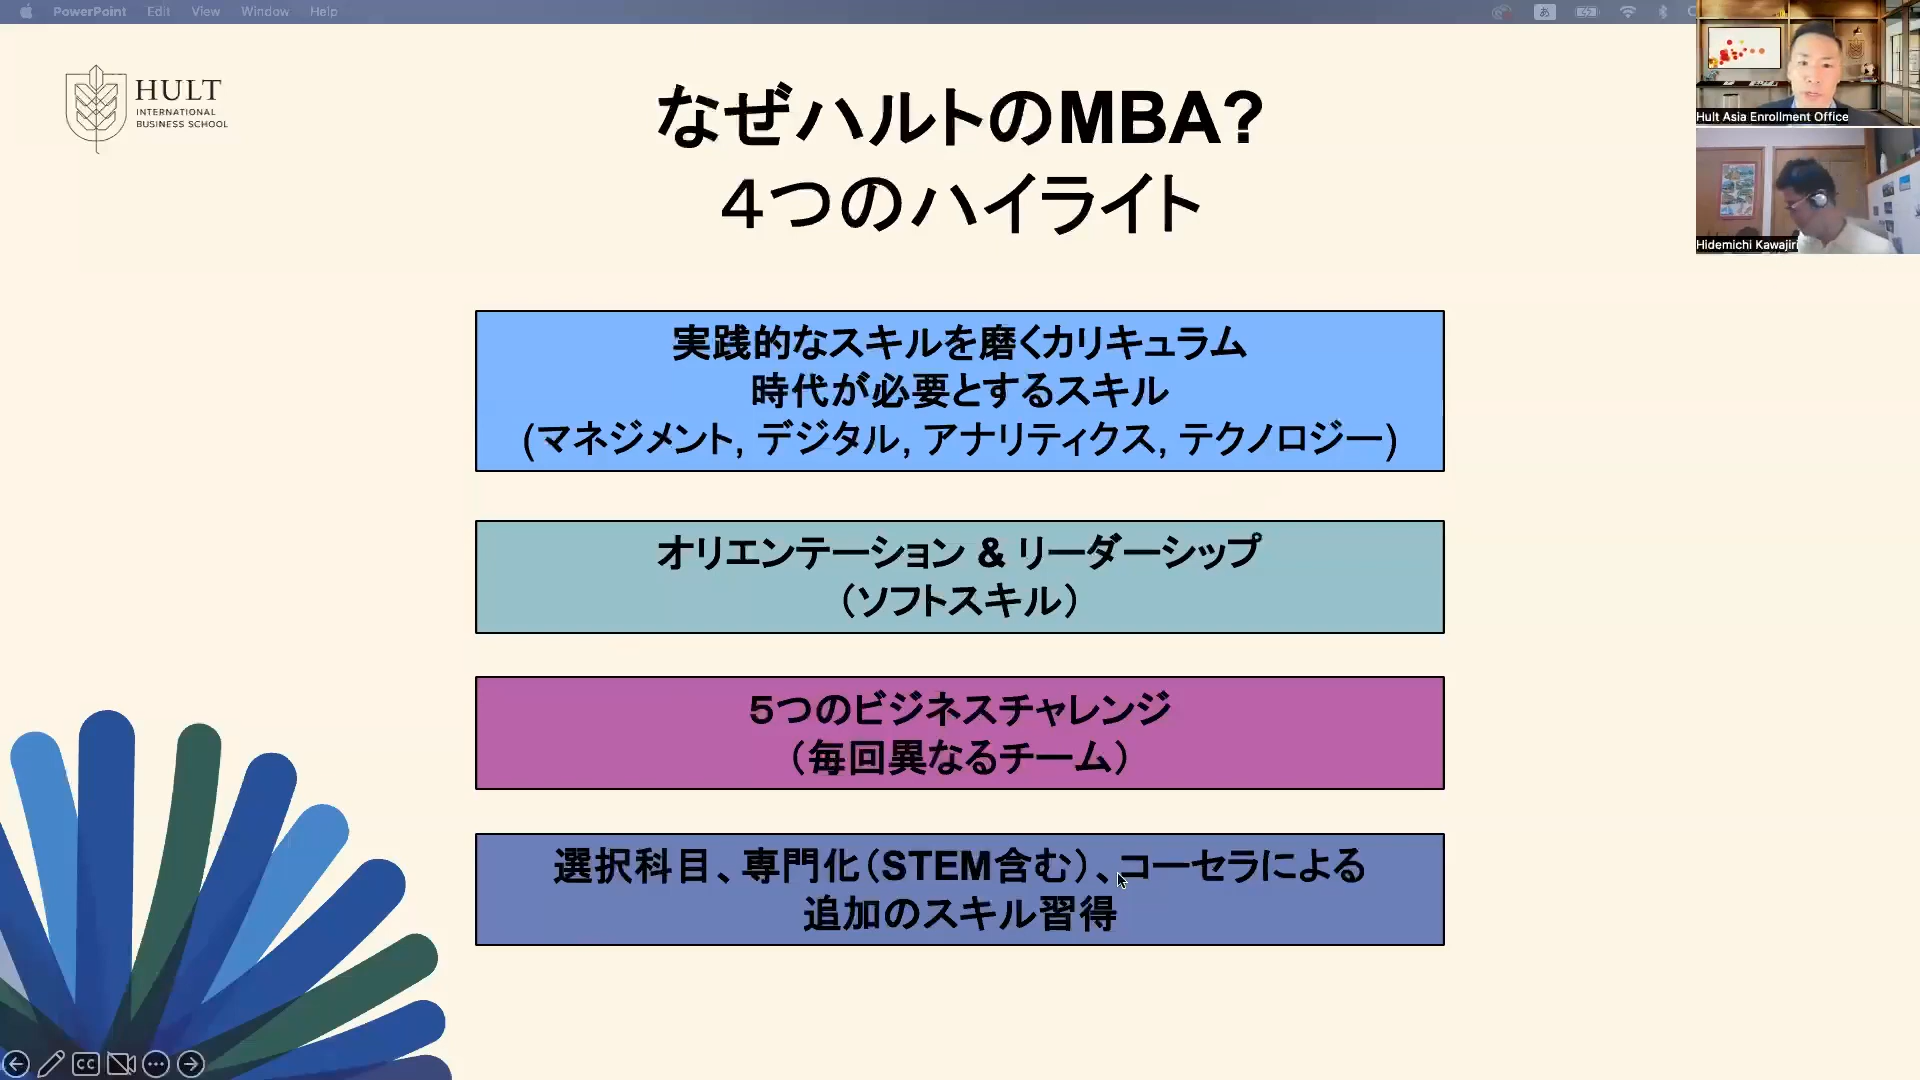 PowerPoint Edit View Window Help
あ
HULT
INTERNATIONAL
BUSINESS SCHOOL
なぜハルトのMBA?
４つのハイライト
Hult Asia Enrollment Office
Hidemichi Kawajiri
実践的なスキルを磨くカリキュラム
時代が必要とするスキル
(マネジメント, デジタル, アナリティクス, テクノロジー)
オリエンテーション & リーダーシップ
（ソフトスキル）
５つのビジネスチャレンジ
（毎回異なるチーム）
選択科目、専門化（STEM含む）、コーセラによる
追加のスキル習得
CC